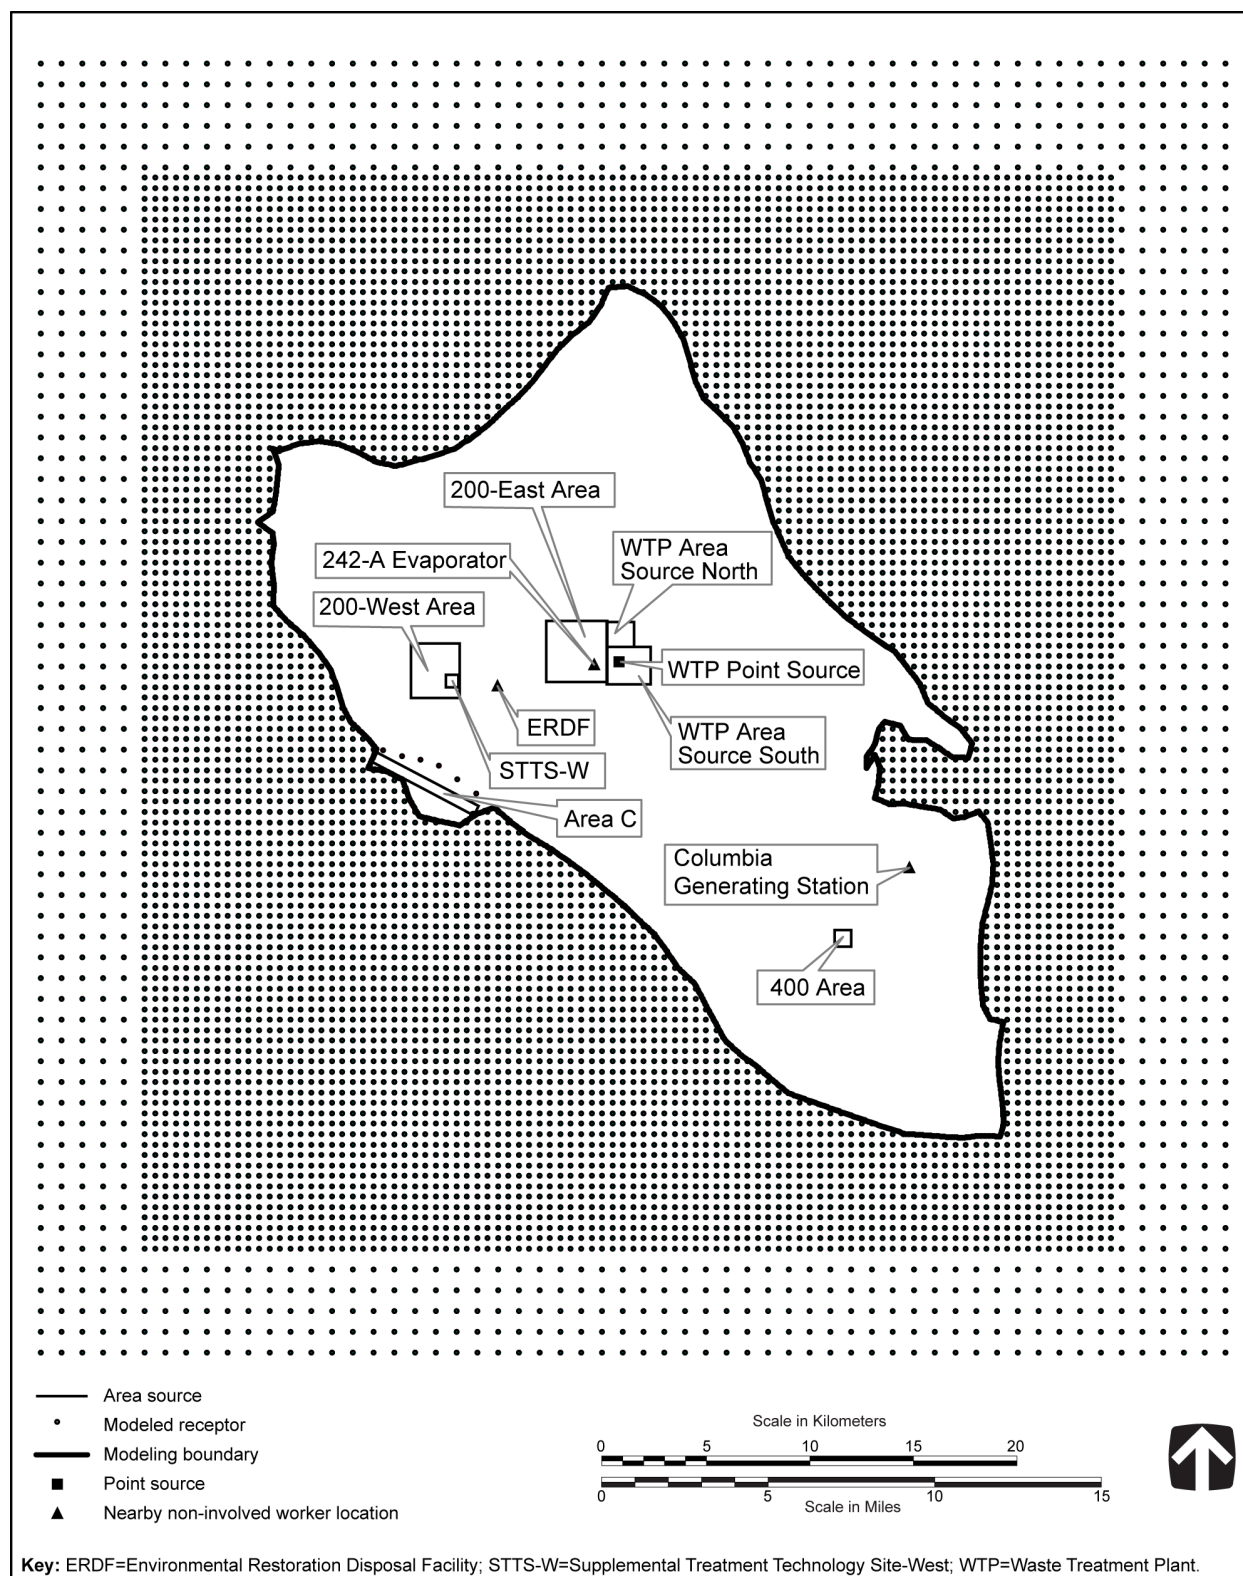 200-East Area
242-A Evaporator
WTP Area
Source North
200-West Area
WTP Point Source
ERDF
WTP Area
Source South
STTS-W
Area C
Columbia
Generating Station
400 Area
Area source
Modeled receptor
Modeling boundary
Point source
Nearby non-involved worker location
Scale in Kilometers
0 5 10 15 20
0 5 10 15
Scale in Miles
Key: ERDF=Environmental Restoration Disposal Facility; STTS-W=Supplemental Treatment Technology Site-West; WTP=Waste Treatment Plant.